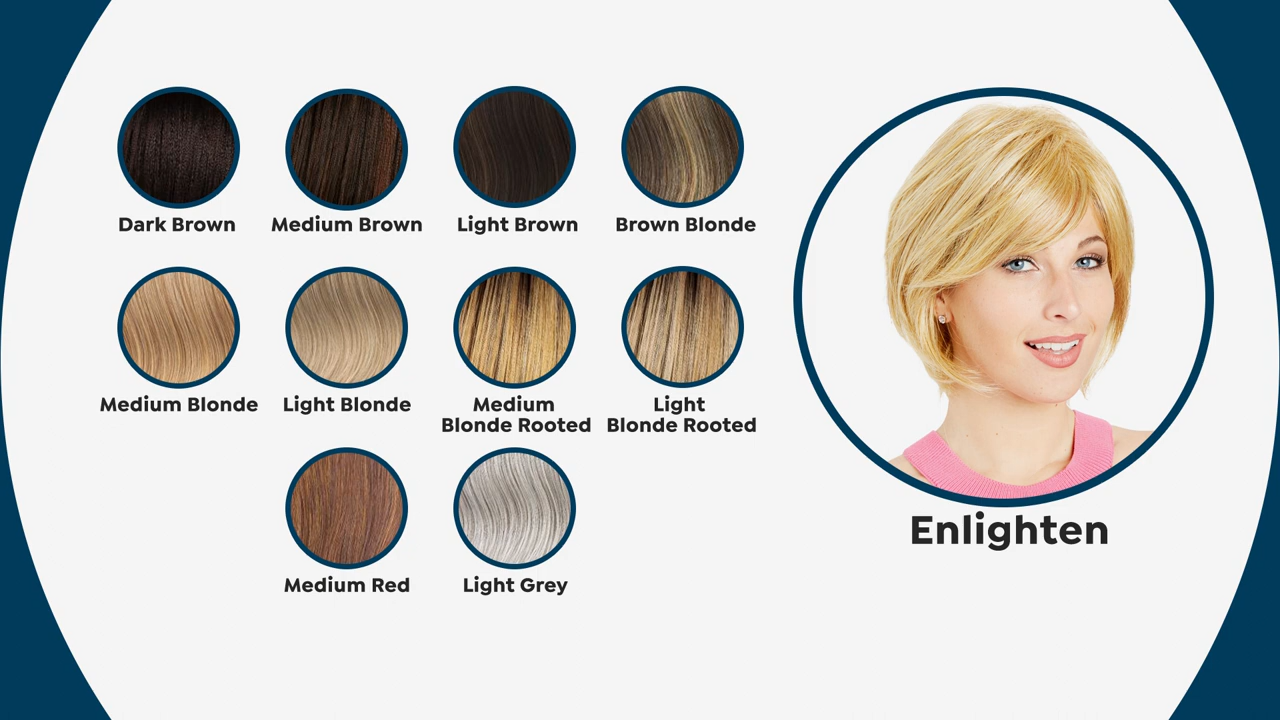 Dark Brown
Medium Brown
Light Brown
Brown Blonde
Medium Blonde
Light Blonde
Medium
Blonde Rooted
Light
Blonde Rooted
Medium Red
Light Grey
Enlighten